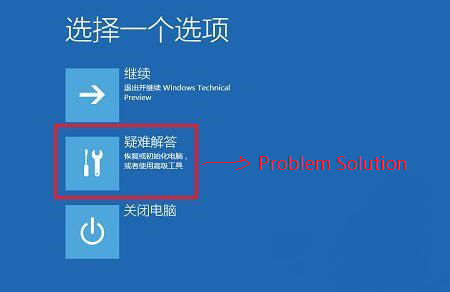 选择一个选项
继续
退出并继续 Windows Technical
Preview
疑难解答
恢复或初始化电脑，
或者使用高级工具
Problem Solution
关闭电脑